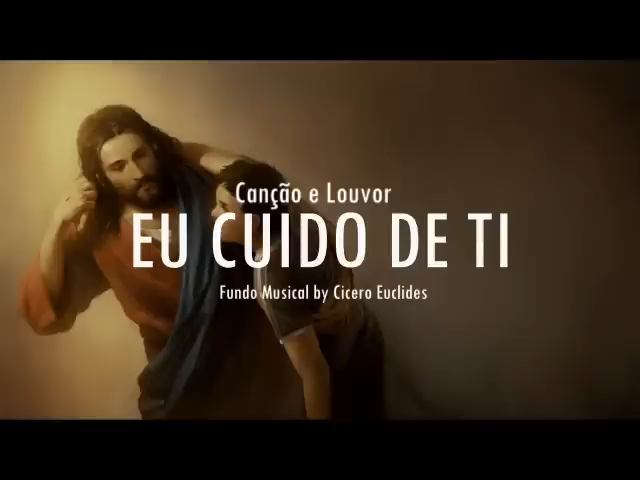 Canção e Louvor
EU CUIDO DE TI
Fundo Musical by Cicero Euclides